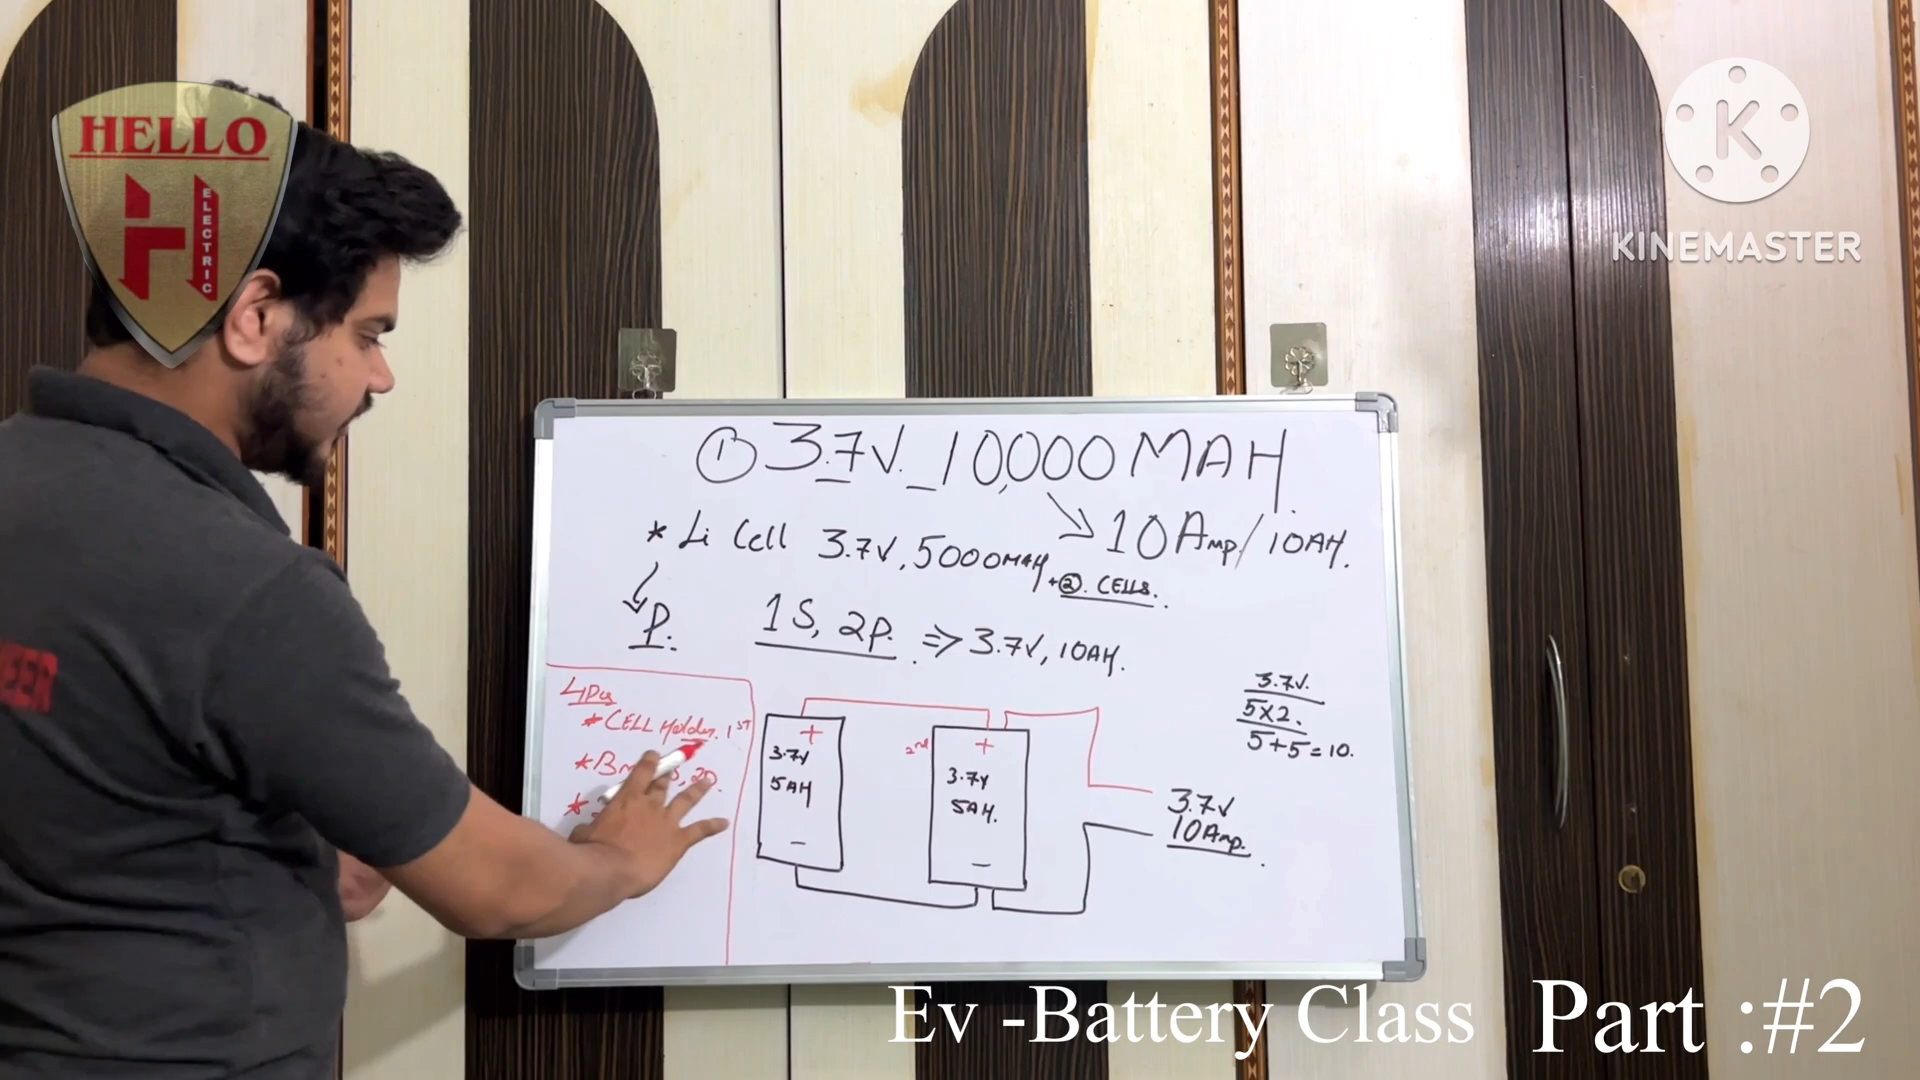 HELLO
ELECTRIC
H
K
KINEMASTER
① 3.7V_10,000 MAH.
10 Amp/10AH.
* Li Cell 3.7V, 5000MAH
+②. CELLS.
P.
1S, 2P. => 3.7V, 10AH.
3.7V.
5x2.
5+5=10.
* CELL Holder. 1ST
+
3.7V
5AH
-
2nd
+
3.7V
5AH.
-
3.7V
10Amp.
EER
Ev -Battery Class Part :#2